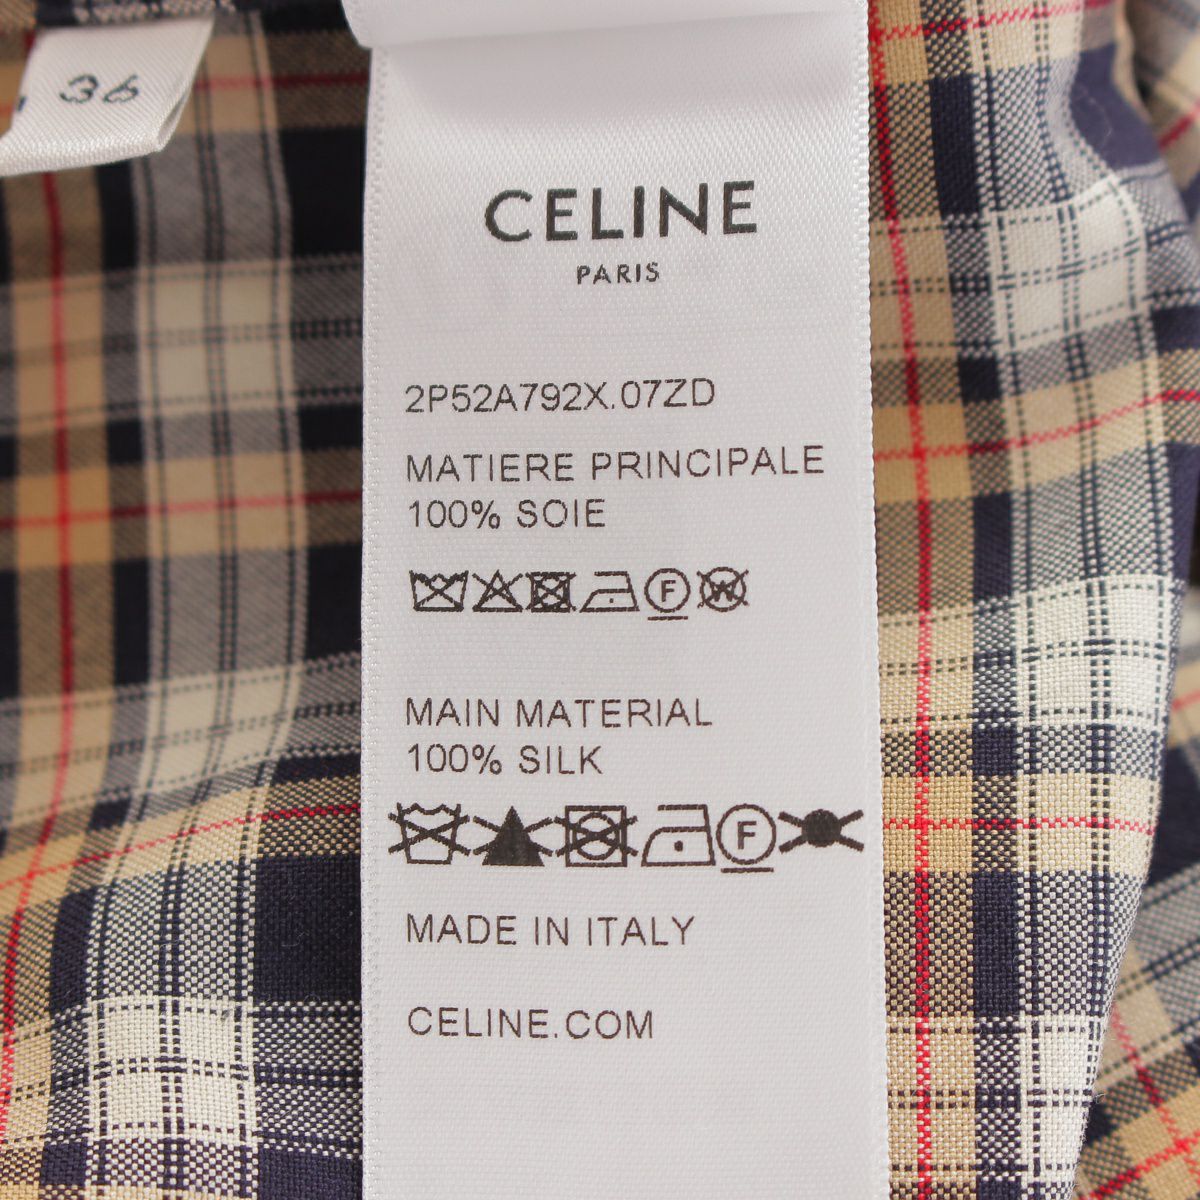 36
CELINE
PARIS
2P52A792X.07ZD
MATIERE PRINCIPALE
100% SOIE
F W
MAIN MATERIAL
100% SILK
F
MADE IN ITALY
CELINE.COM